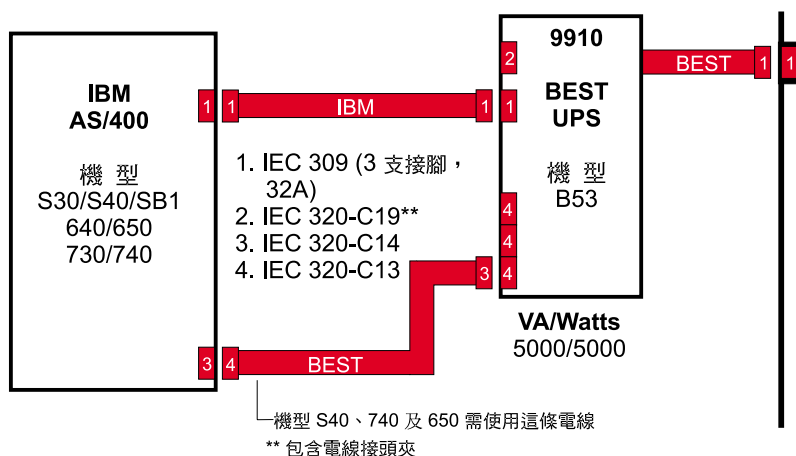 IBM
AS/400
機 型
S30/S40/SB1
640/650
730/740
1
1
IBM
1
1
2
9910
BEST
UPS
機 型
B53
BEST
1
1
1. IEC 309 (3 支接腳，
32A)
2. IEC 320-C19**
3. IEC 320-C14
4. IEC 320-C13
4
4
3
4
VA/Watts
5000/5000
3
4
BEST
機型 S40、740 及 650 需使用這條電線
** 包含電線接頭夾